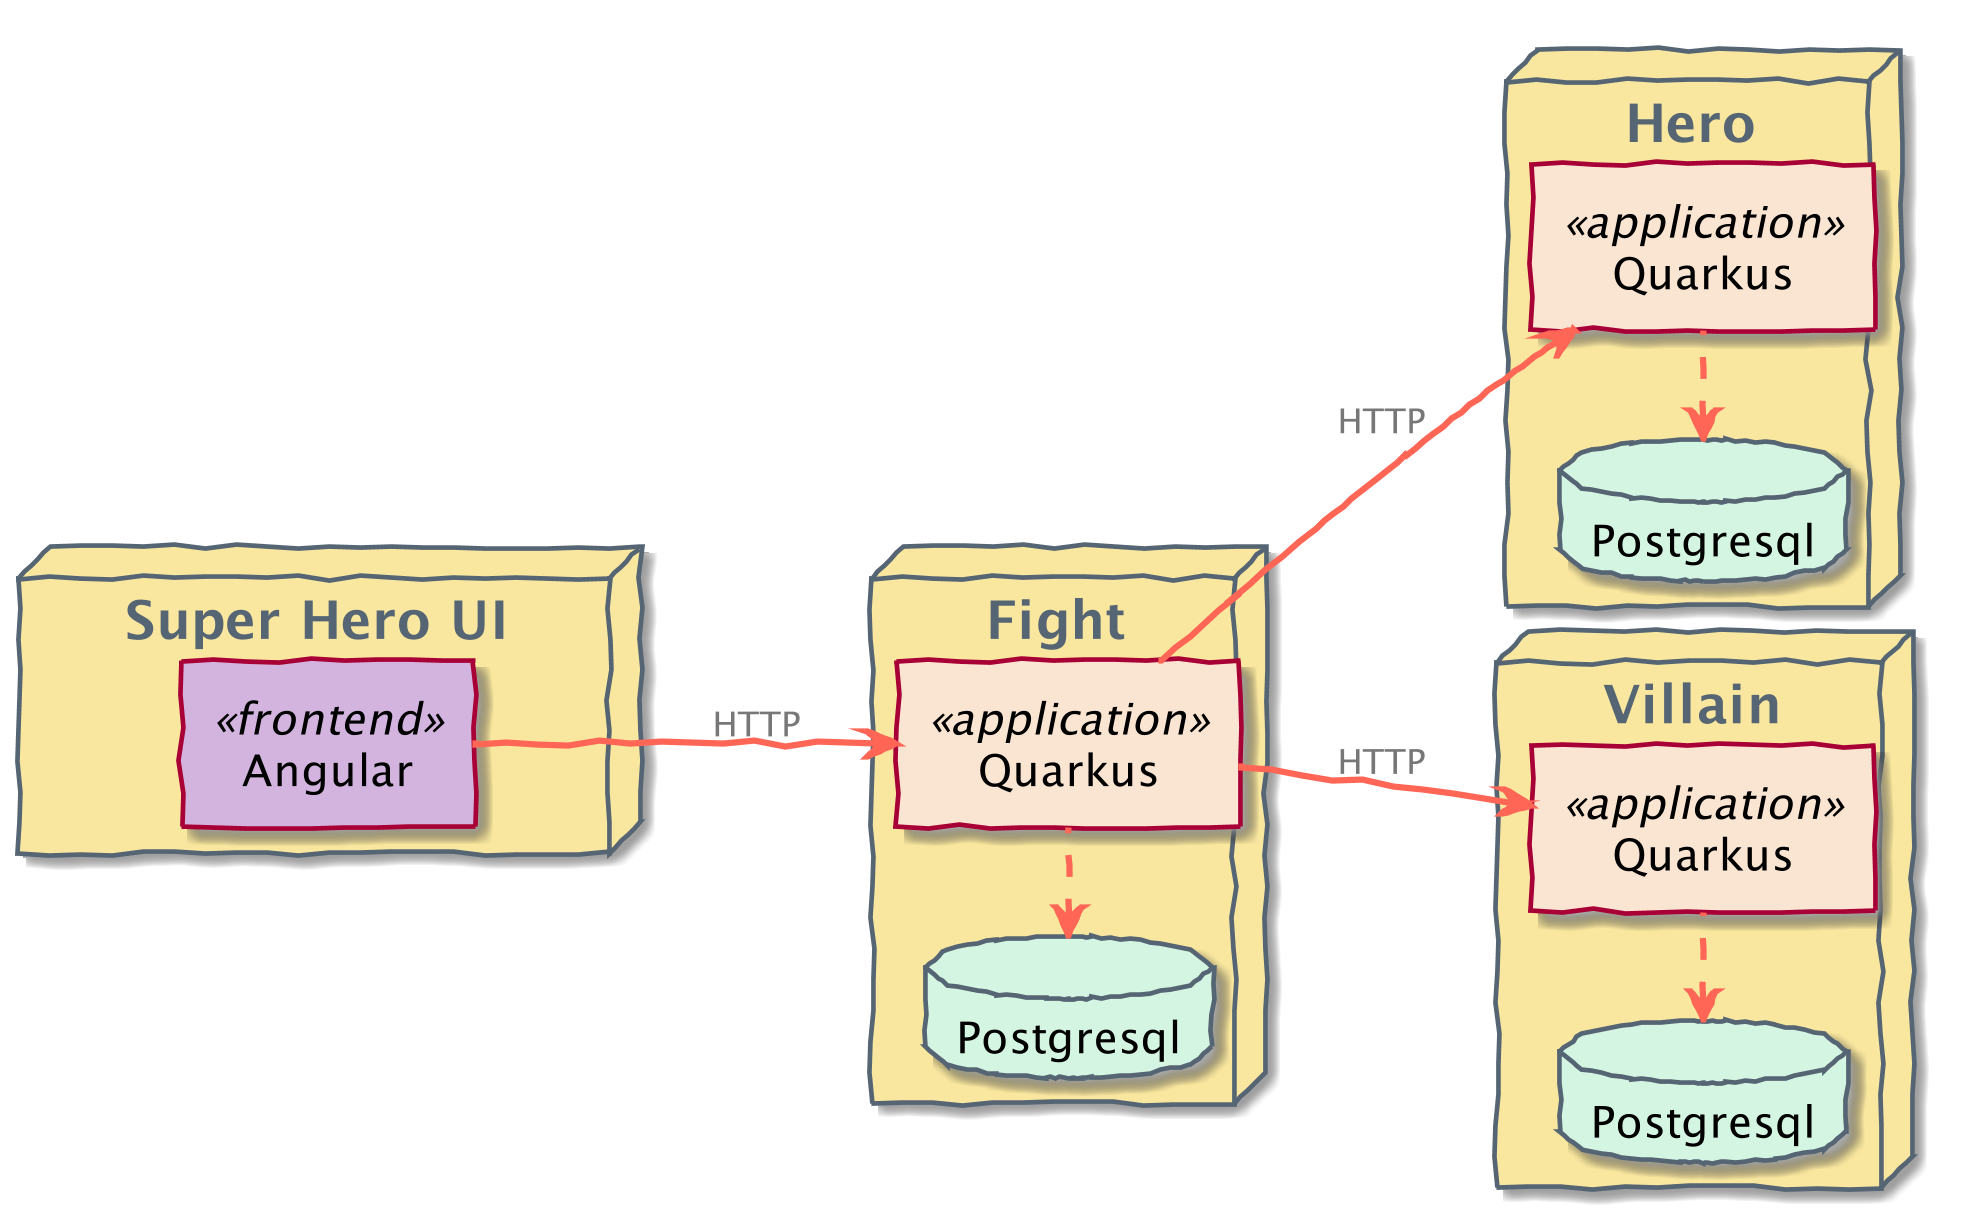 Super Hero UI
«frontend»
Angular
HTTP
Fight
«application»
Quarkus
Postgresql
HTTP
Hero
«application»
Quarkus
Postgresql
HTTP
Villain
«application»
Quarkus
Postgresql